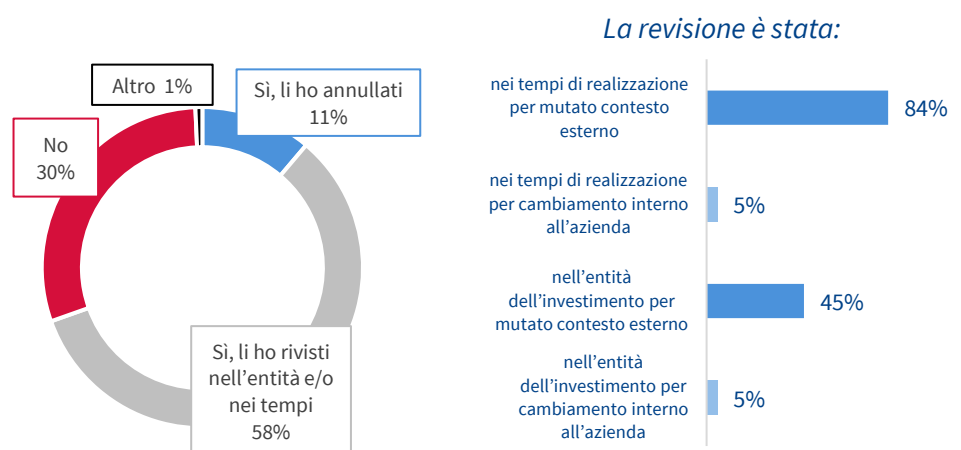 Altro 1%
Sì, li ho annullati
11%
No
30%
Sì, li ho rivisti
nell'entità e/o
nei tempi
58%
La revisione è stata:
nei tempi di realizzazione
per mutato contesto
esterno
84%
nei tempi di realizzazione
per cambiamento interno
all'azienda
5%
nell'entità
dell'investimento per
mutato contesto esterno
45%
nell'entità
dell'investimento per
cambiamento interno
all'azienda
5%